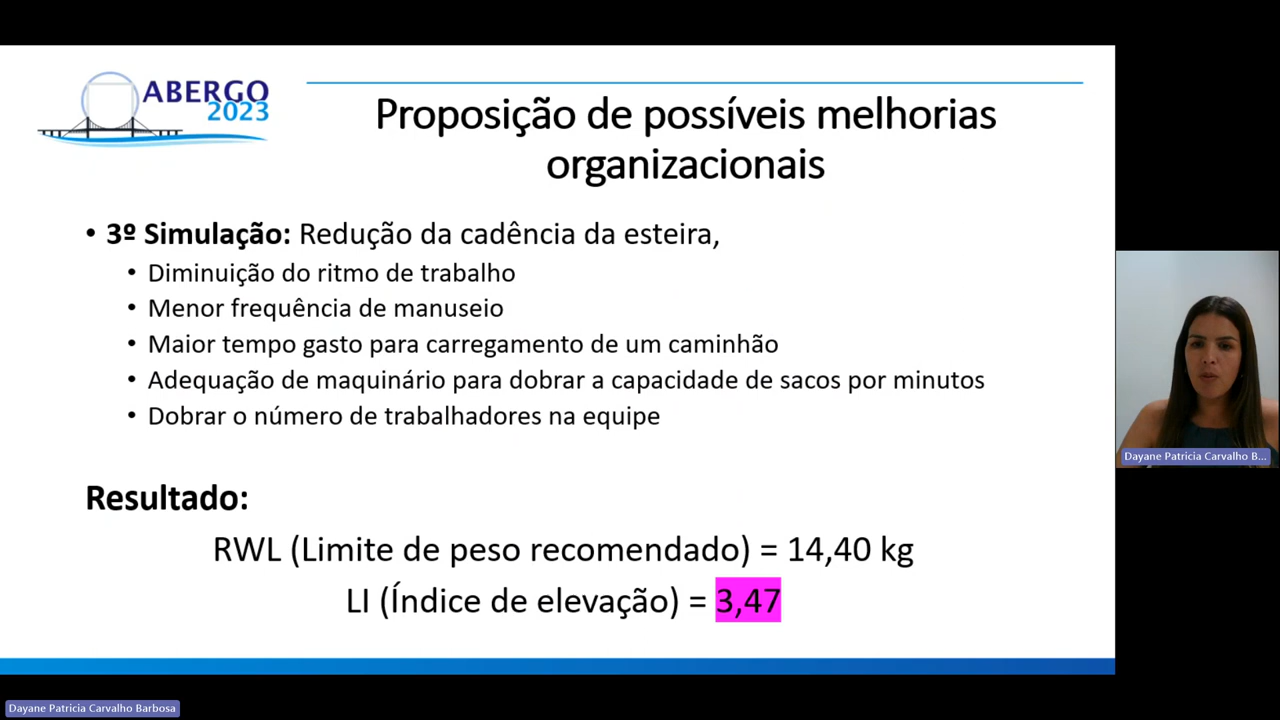 ABERGO
2023
Proposição de possíveis melhorias
organizacionais
• 3º Simulação: Redução da cadência da esteira,
• Diminuição do ritmo de trabalho
• Menor frequência de manuseio
• Maior tempo gasto para carregamento de um caminhão
• Adequação de maquinário para dobrar a capacidade de sacos por minutos
• Dobrar o número de trabalhadores na equipe
Resultado:
RWL (Limite de peso recomendado) = 14,40 kg
LI (Índice de elevação) = 3,47
Dayane Patricia Carvalho B...
Dayane Patricia Carvalho Barbosa